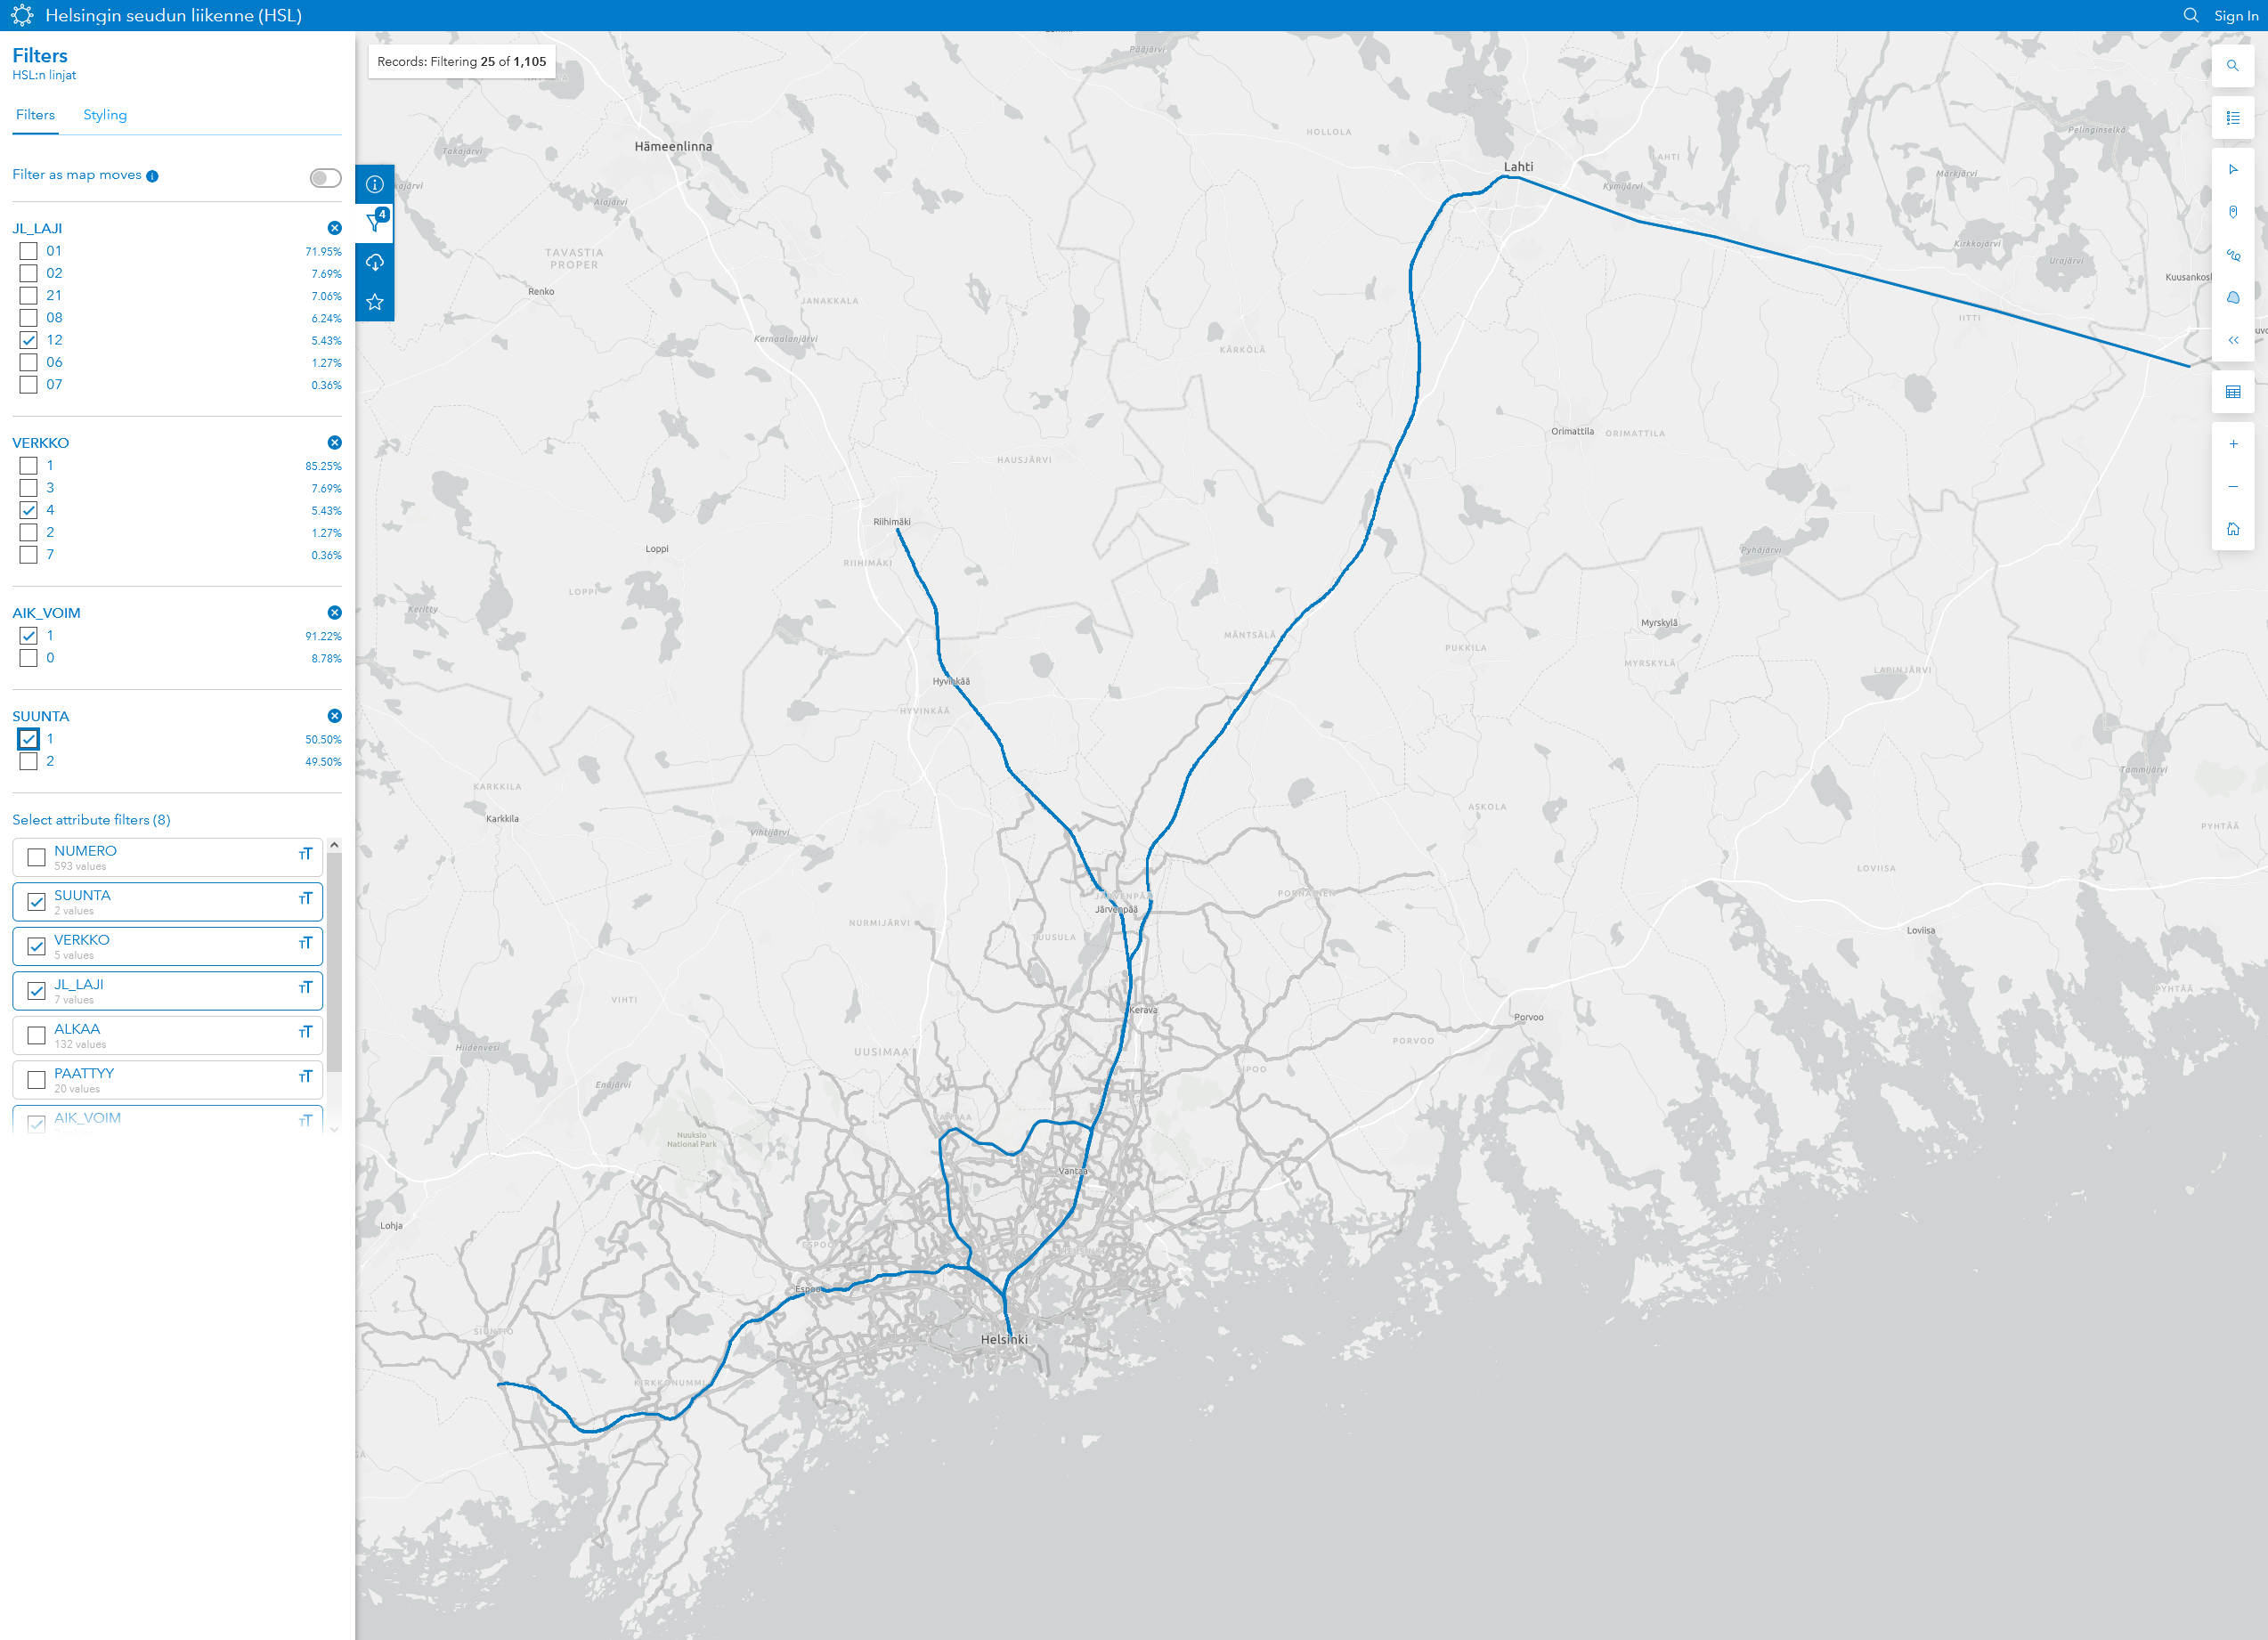 Helsingin seudun liikenne (HSL)
Sign In
Filters
HSL:n linjat
Filters
Styling
Filter as map moves
JL_LAJI
01 71.95%
02 7.69%
21 7.06%
08 6.24%
12 5.43%
06 1.27%
07 0.36%
VERKKO
1 85.25%
3 7.69%
4 5.43%
2 1.27%
7 0.36%
AIK_VOIM
1 91.22%
0 8.78%
SUUNTA
1 50.50%
2 49.50%
Select attribute filters (8)
NUMERO
593 values
SUUNTA
2 values
VERKKO
5 values
JL_LAJI
7 values
ALKAA
132 values
PAATTYY
20 values
AIK_VOIM
Records: Filtering 25 of 1,105
4
Pääjärvi
Hämeenlinna
HOLLOLA
Lahti
LAHTI
Kymijärvi
Pelinginselkä
Märkjärvi
Takajärvi
Alajärvi
TAVASTIA
PROPER
Renko
JANAKKALA
Kernaalanjärvi
KÄRKÖLÄ
Kirkkojärvi
Urajärvi
IITTI
Orimattila
ORIMATTILA
HAUSJÄRVI
Riihimäki
RIIHIMÄKI
Loppi
LOPPI
Keritty
Pyhäjärvi
MÄNTSÄLÄ
Myrskylä
PUKKILA
MYRSKYLÄ
LAPINJÄRVI
Hyvinkää
HYVINKÄÄ
Tammijärvi
KARKKILA
Karkkila
Vihtijärvi
ASKOLA
PYHTÄÄ
LOVIISA
JÄRVENPÄÄ
Järvenpää
PORNAINEN
NURMIJÄRVI
TUUSULA
Loviisa
PYHTÄÄ
VIHTI
Kerava
Porvoo
PORVOO
Hiidenvesi
UUSIMAA
SIPOO
Enäjärvi
Nuuksio
National Park
Vantaa
Lohja
ESPOO
Espoo
SIUNTIO
Helsinki
KIRKKONUMMI